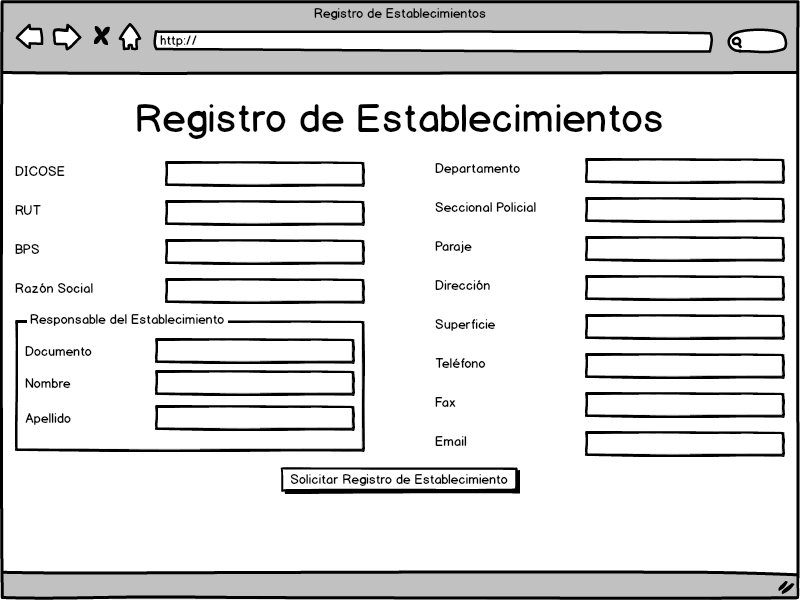 Registro de Establecimientos
http://
Registro de Establecimientos
DICOSE
RUT
BPS
Razón Social
Responsable del Establecimiento
Documento
Nombre
Apellido
Departamento
Seccional Policial
Paraje
Dirección
Superficie
Teléfono
Fax
Email
Solicitar Registro de Establecimiento